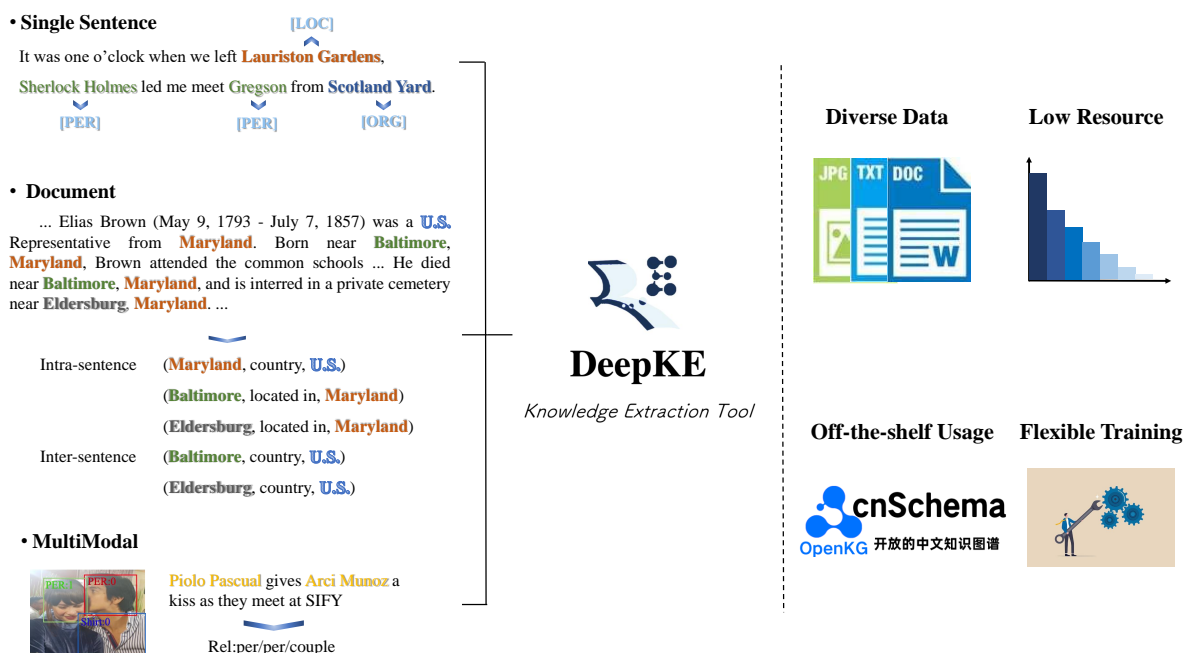 • Single Sentence
[LOC]
It was one o’clock when we left Lauriston Gardens,
Sherlock Holmes led me meet Gregson from Scotland Yard.
[PER] [PER] [ORG]
• Document
... Elias Brown (May 9, 1793 - July 7, 1857) was a U.S.
Representative from Maryland. Born near Baltimore,
Maryland, Brown attended the common schools ... He died
near Baltimore, Maryland, and is interred in a private cemetery
near Eldersburg, Maryland. ...
Intra-sentence (Maryland, country, U.S.)
(Baltimore, located in, Maryland)
(Eldersburg, located in, Maryland)
Inter-sentence (Baltimore, country, U.S.)
(Eldersburg, country, U.S.)
• MultiModal
PER:1 PER:0
Shirt:0
Piolo Pascual gives Arci Munoz a
kiss as they meet at SIFY
Rel:per/per/couple
DeepKE
Knowledge Extraction Tool
Diverse Data Low Resource
JPG TXT DOC
W
Off-the-shelf Usage Flexible Training
cnSchema
OpenKG 开放的中文知识图谱